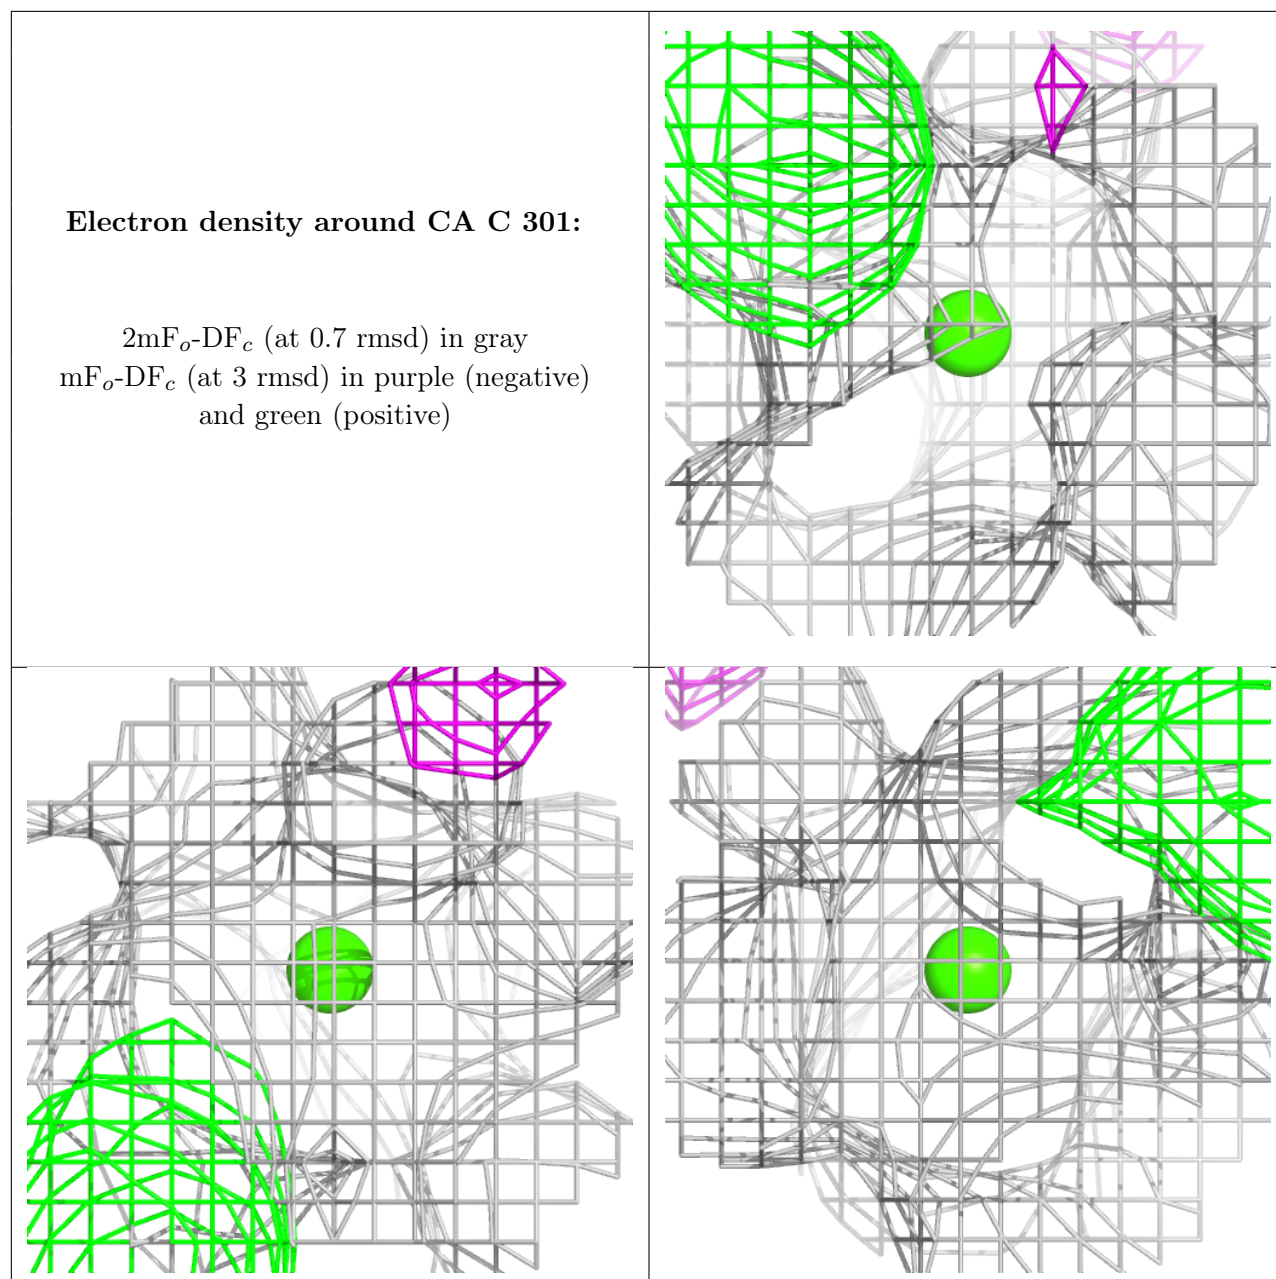 Electron density around CA C 301:
2mFo-DFc (at 0.7 rmsd) in gray
mFo-DFc (at 3 rmsd) in purple (negative)
and green (positive)